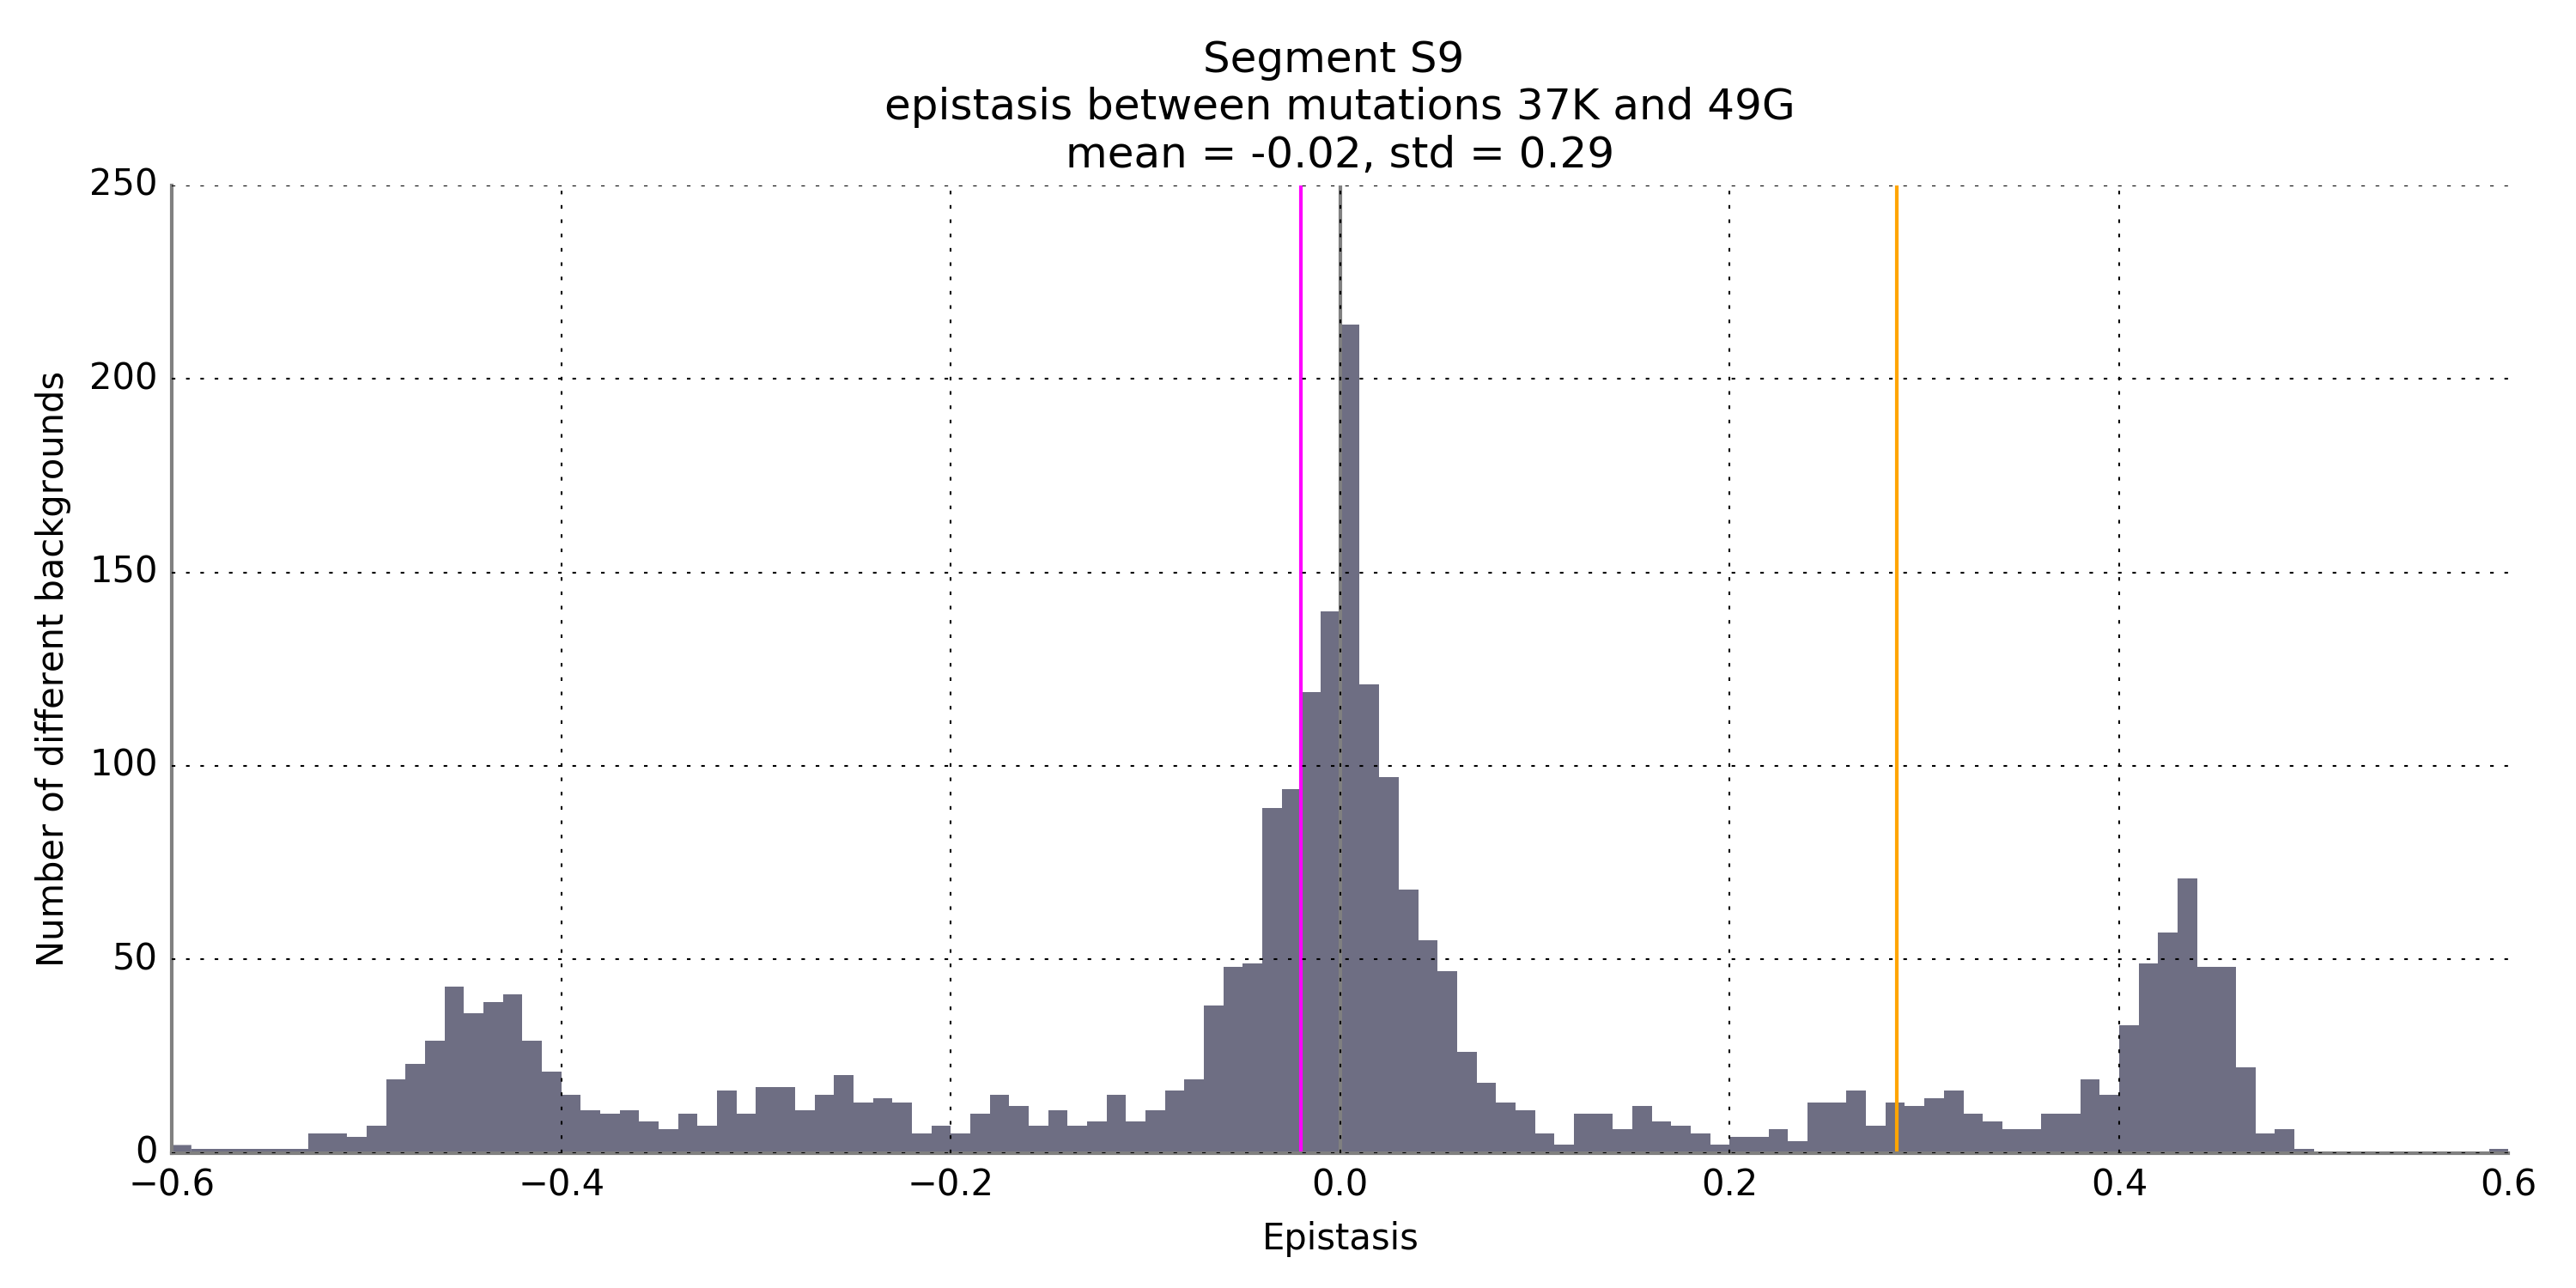 Segment S9
epistasis between mutations 37K and 49G
mean = -0.02, std = 0.29
250
200
150
100
50
0
Number of different backgrounds
−0.6 −0.4 −0.2 0.0 0.2 0.4 0.6
Epistasis